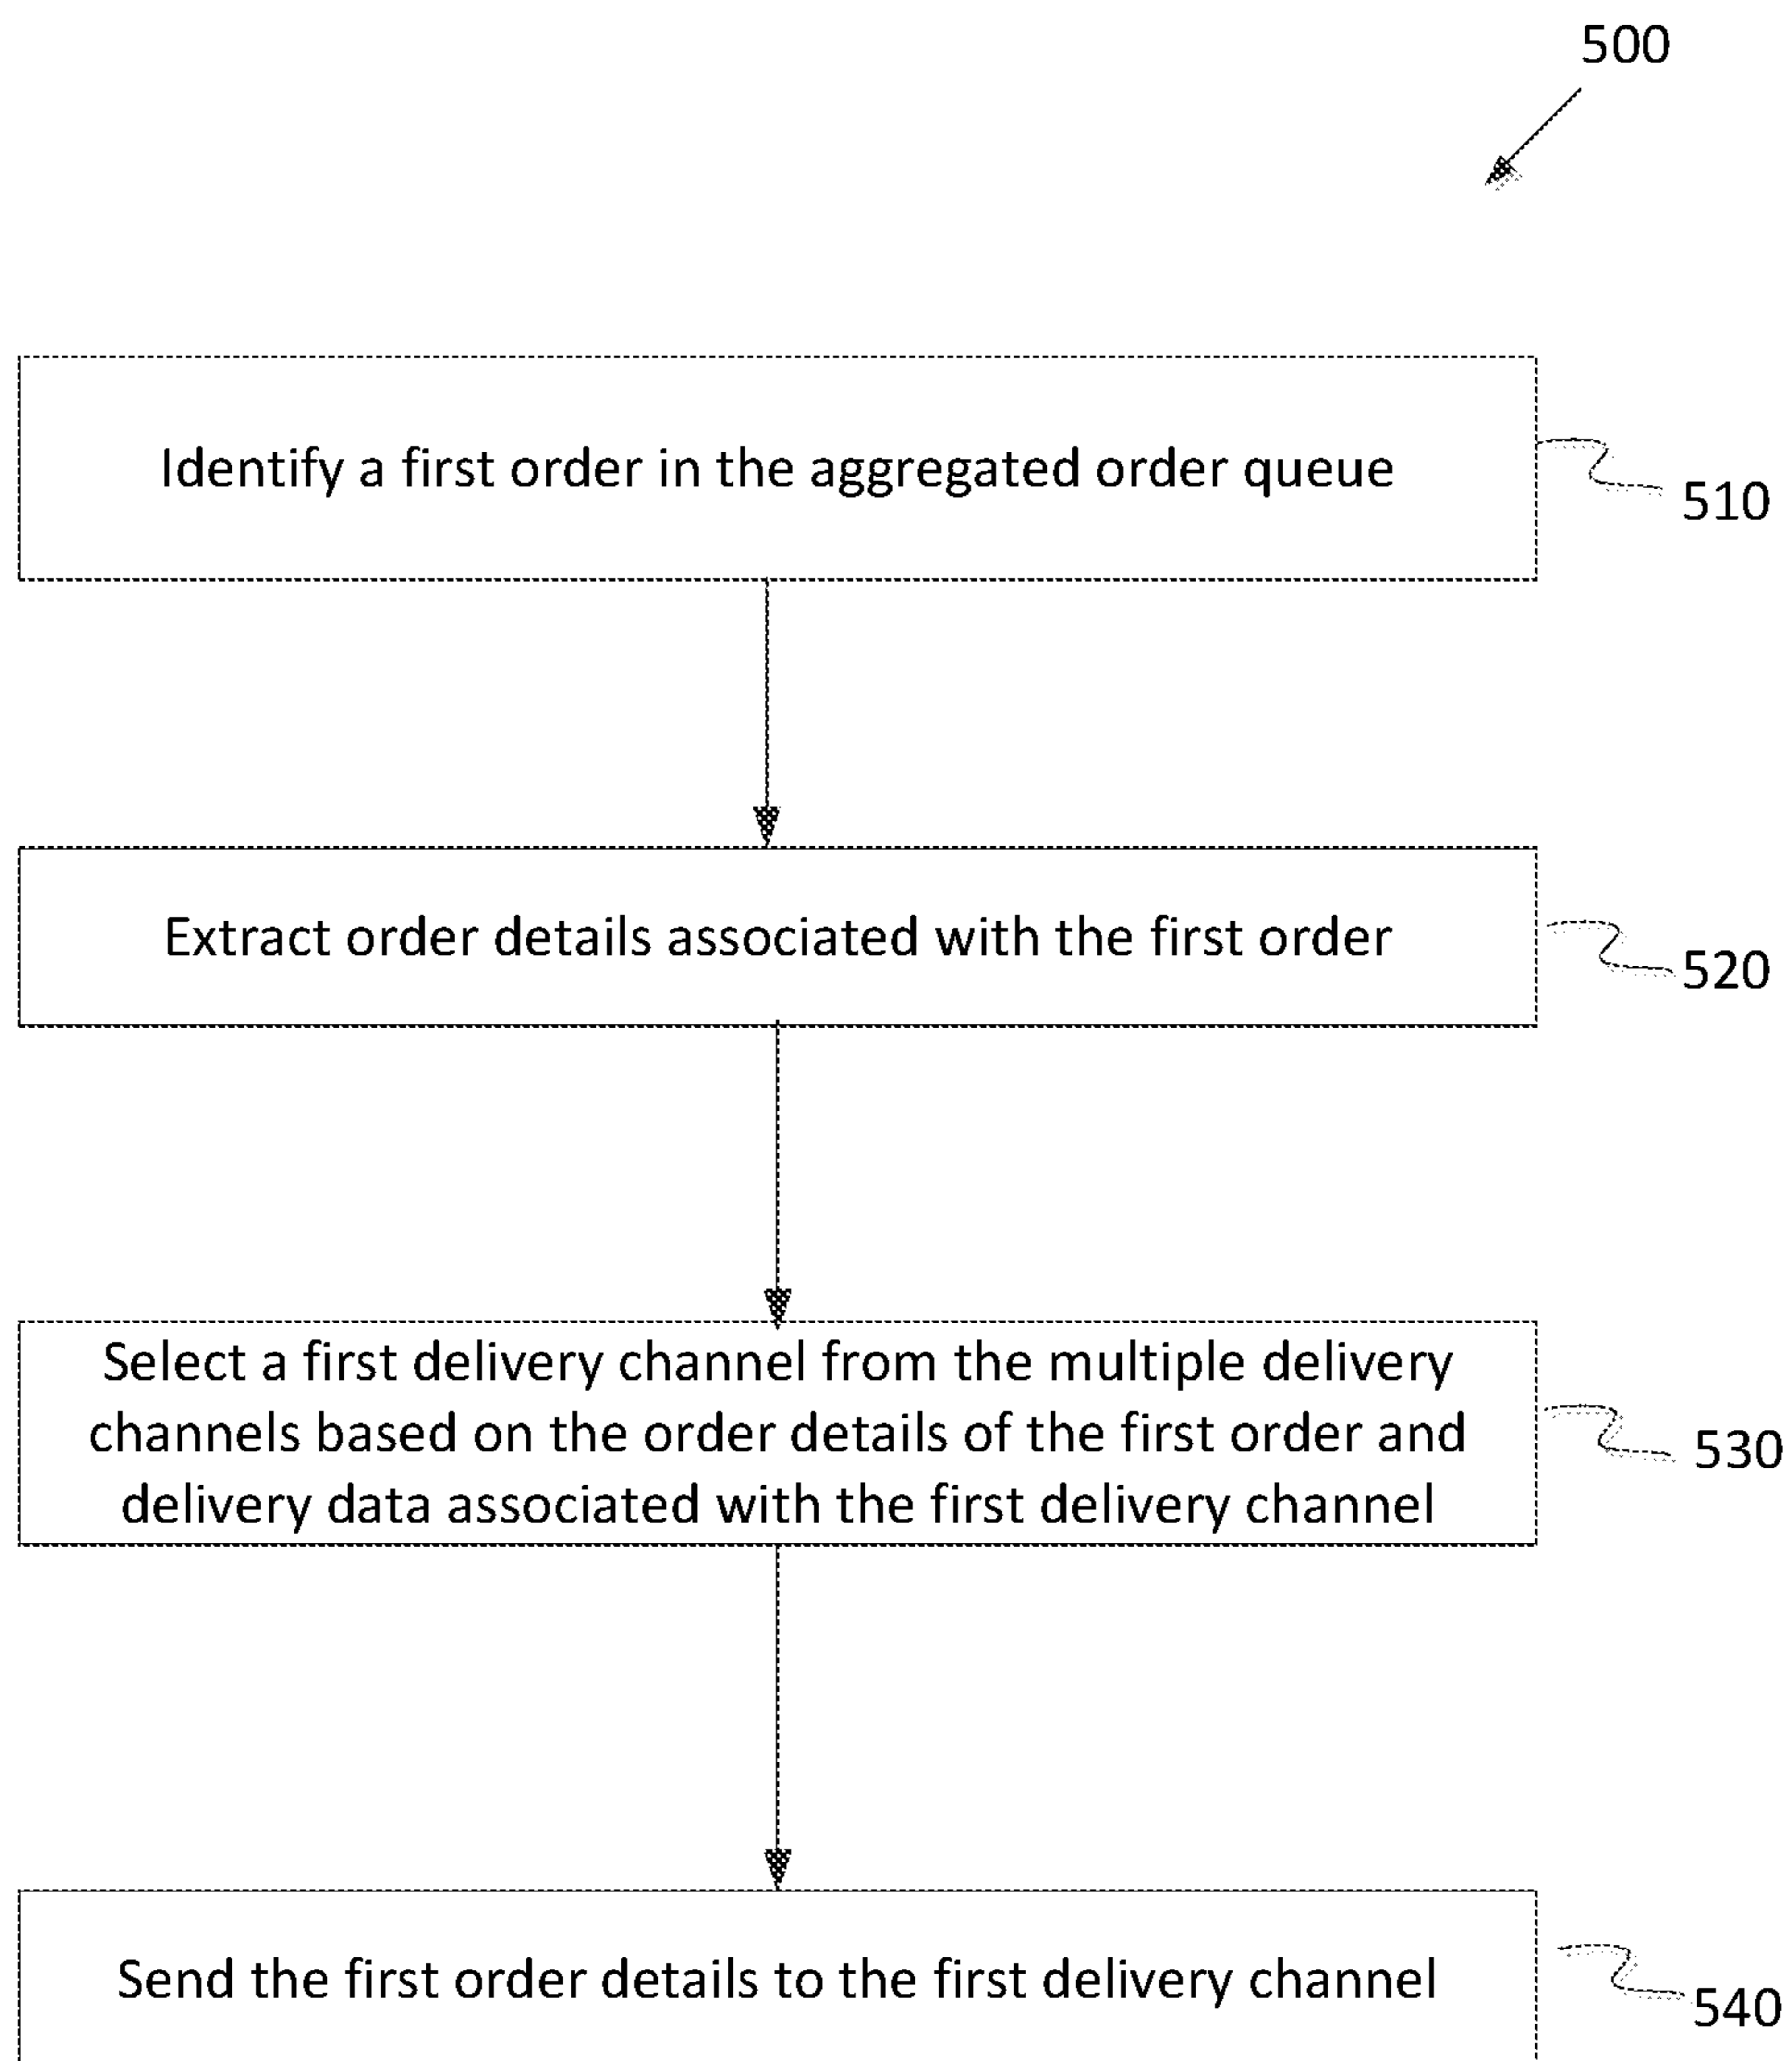 500
Identify a first order in the aggregated order queue
510
Extract order details associated with the first order
520
Select a first delivery channel from the multiple delivery
channels based on the order details of the first order and
delivery data associated with the first delivery channel
530
Send the first order details to the first delivery channel
540